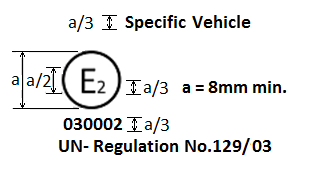 a/3 Specific Vehicle
a a/2 E2 a/3 a = 8mm min.
030002 a/3
UN- Regulation No.129/03